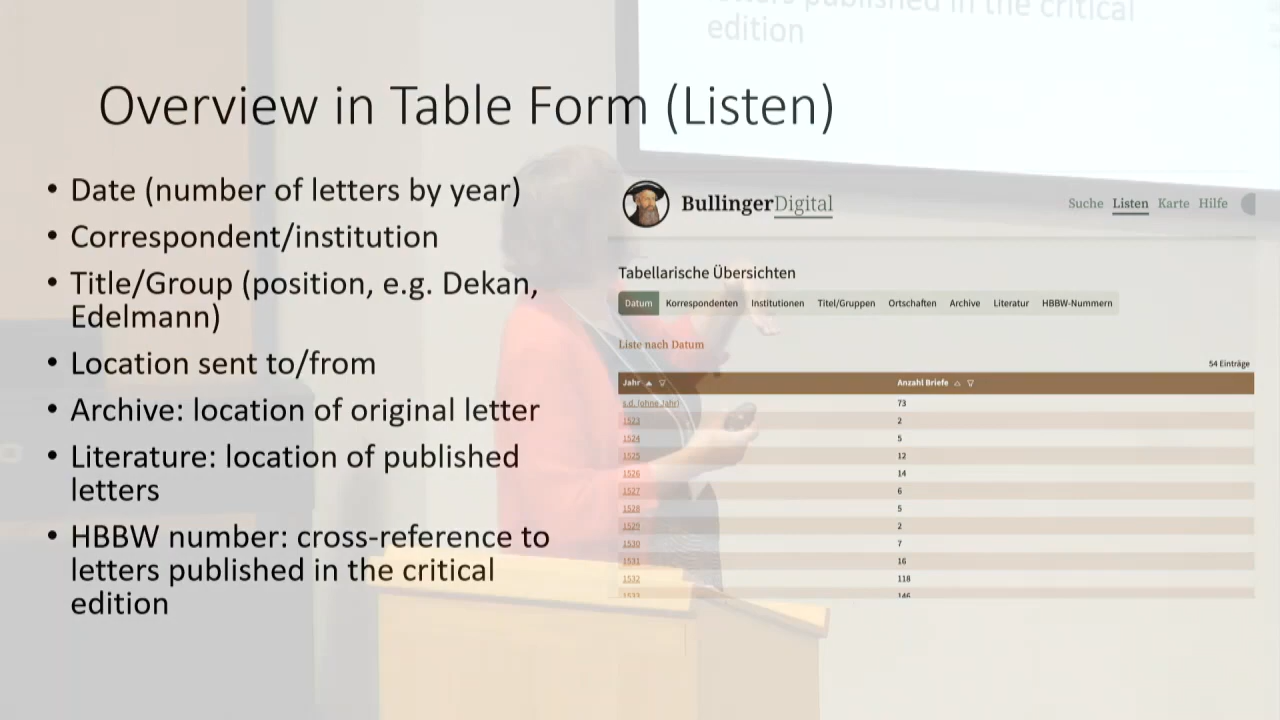 letters published in the critical
edition
Overview in Table Form (Listen)
• Date (number of letters by year)
• Correspondent/institution
• Title/Group (position, e.g. Dekan,
Edelmann)
• Location sent to/from
• Archive: location of original letter
• Literature: location of published
letters
• HBBW number: cross-reference to
letters published in the critical
edition
BullingerDigital
Suche Listen Karte Hilfe
Tabellarische Übersichten
Datum Korrespondenten Institutionen Titel/Gruppen Ortschaften Archive Literatur HBBW-Nummern
Liste nach Datum
54 Einträge
Jahr Anzahl Briefe
s.d. (ohne Jahr) 73
1523 2
1524 5
1525 12
1526 14
1527 6
1528 5
1529 2
1530 7
1531 16
1532 118
1533 146